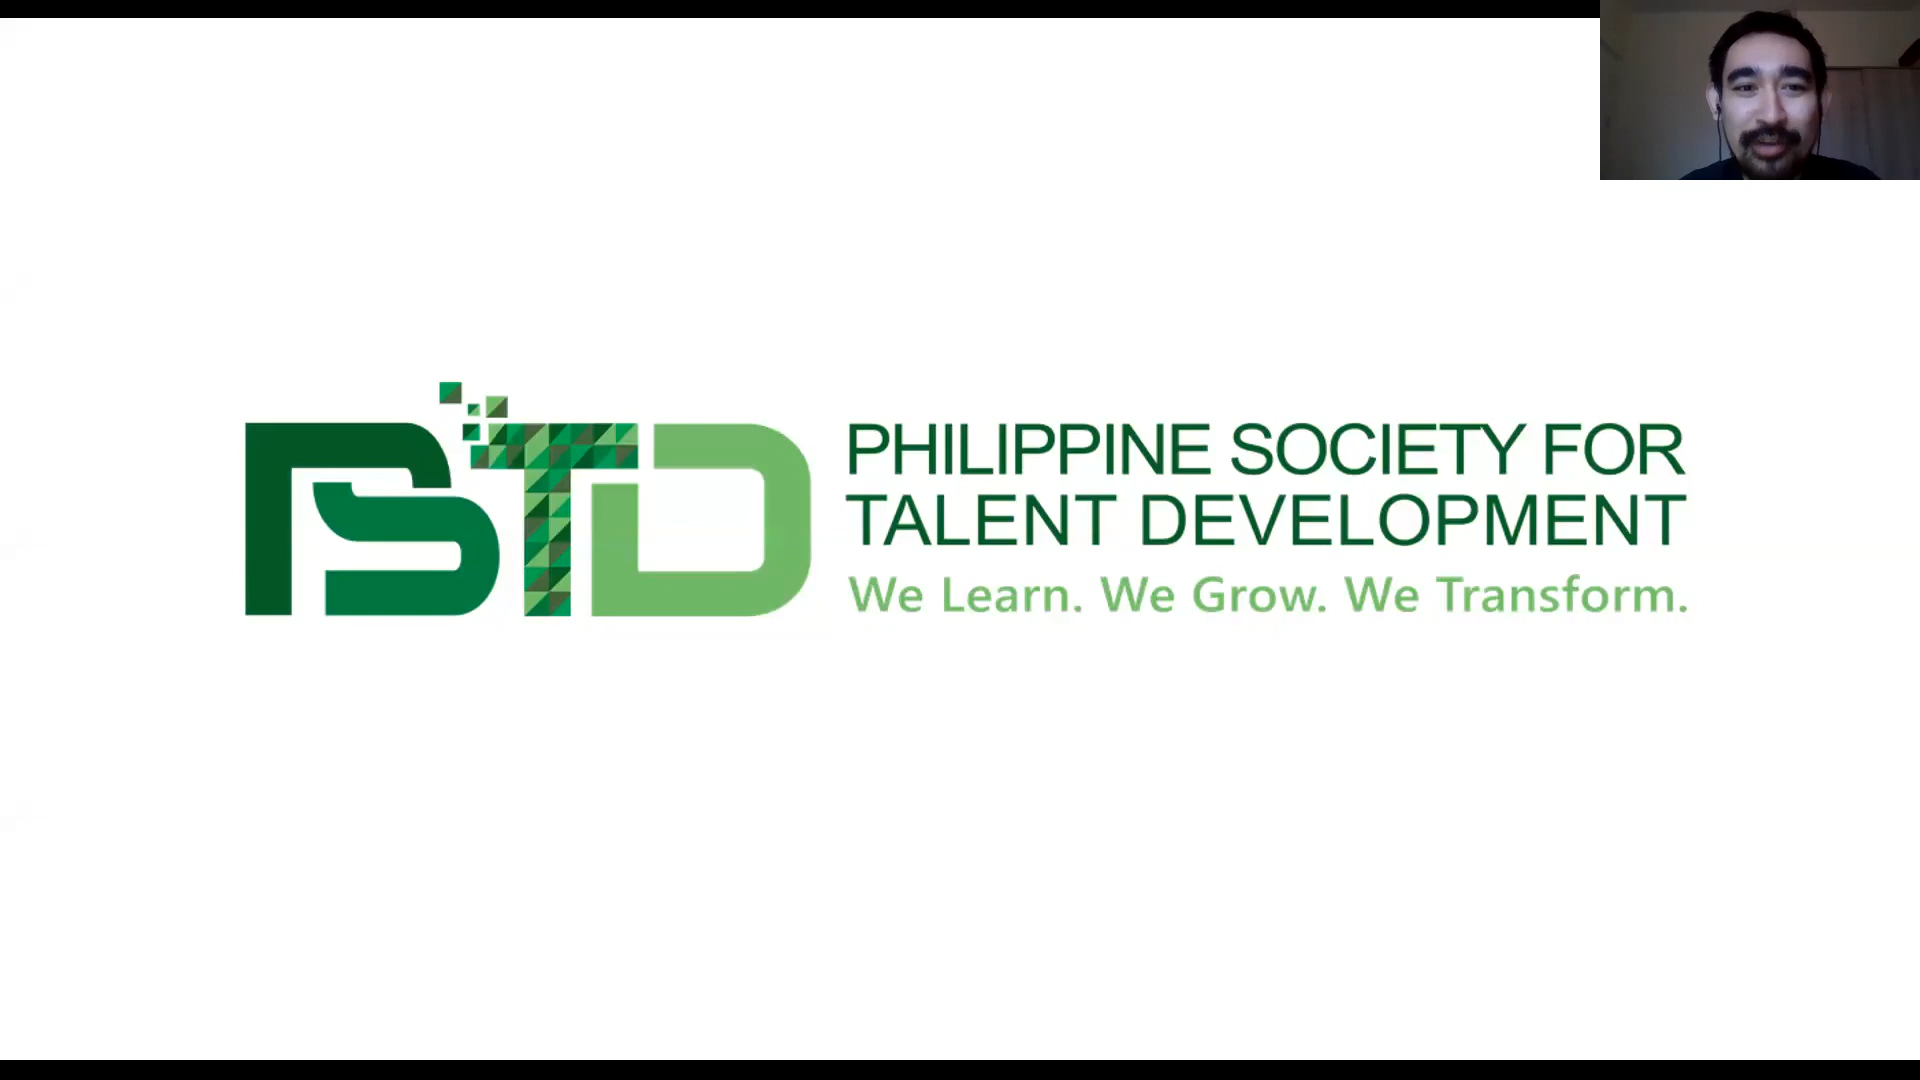 PSTD
PHILIPPINE SOCIETY FOR
TALENT DEVELOPMENT
We Learn. We Grow. We Transform.